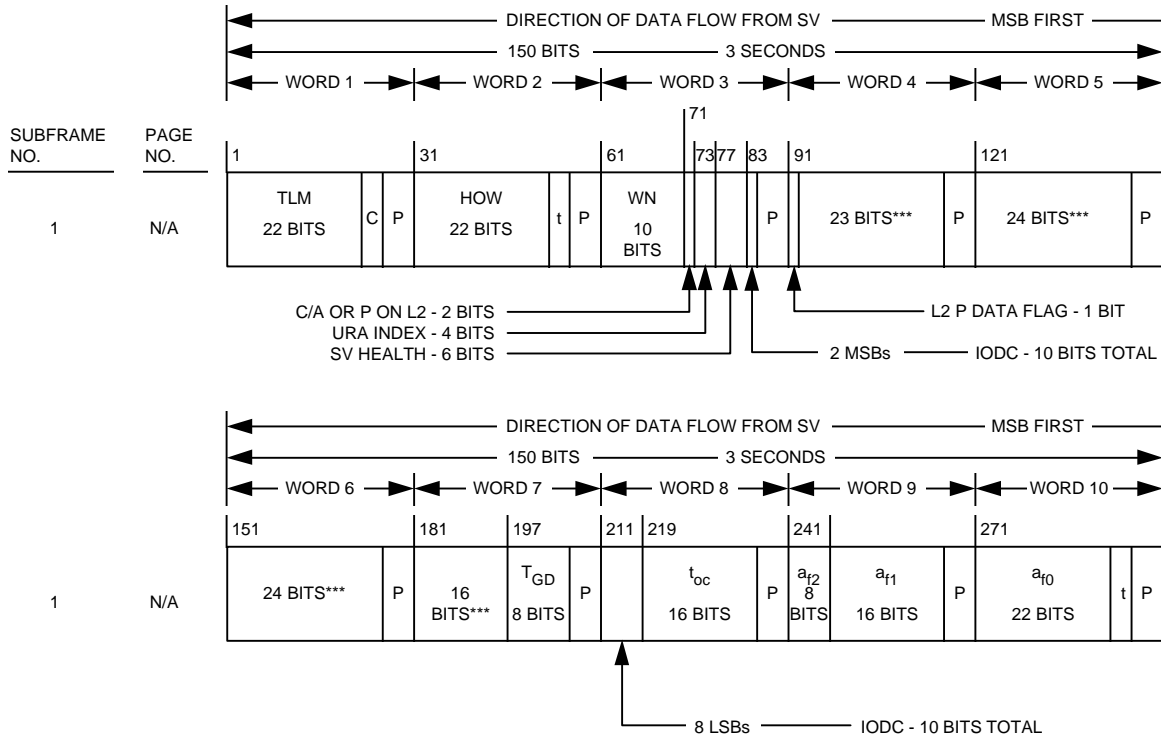 DIRECTION OF DATA FLOW FROM SV MSB FIRST
150 BITS 3 SECONDS
WORD 1 WORD 2 WORD 3 WORD 4 WORD 5
SUBFRAME NO. PAGE NO.
1 31 61 71 73 77 83 91 121
1 N/A
TLM 22 BITS C P
HOW 22 BITS t P
WN 10 BITS P
23 BITS*** P
24 BITS*** P
C/A OR P ON L2 - 2 BITS
URA INDEX - 4 BITS
SV HEALTH - 6 BITS
L2 P DATA FLAG - 1 BIT
2 MSBs IODC - 10 BITS TOTAL
DIRECTION OF DATA FLOW FROM SV MSB FIRST
150 BITS 3 SECONDS
WORD 6 WORD 7 WORD 8 WORD 9 WORD 10
151 181 197 211 219 241 271
1 N/A
24 BITS*** P
16 BITS***
TGD 8 BITS P
toc 16 BITS P
af2 8 BITS
af1 16 BITS P
af0 22 BITS t P
8 LSBs IODC - 10 BITS TOTAL